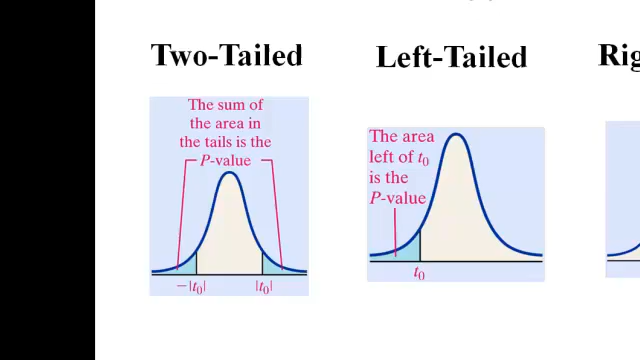 Two-Tailed
The sum of
the area in
the tails is the
P-value
−|t₀|
|t₀|
Left-Tailed
The area
left of t₀
is the
P-value
t₀